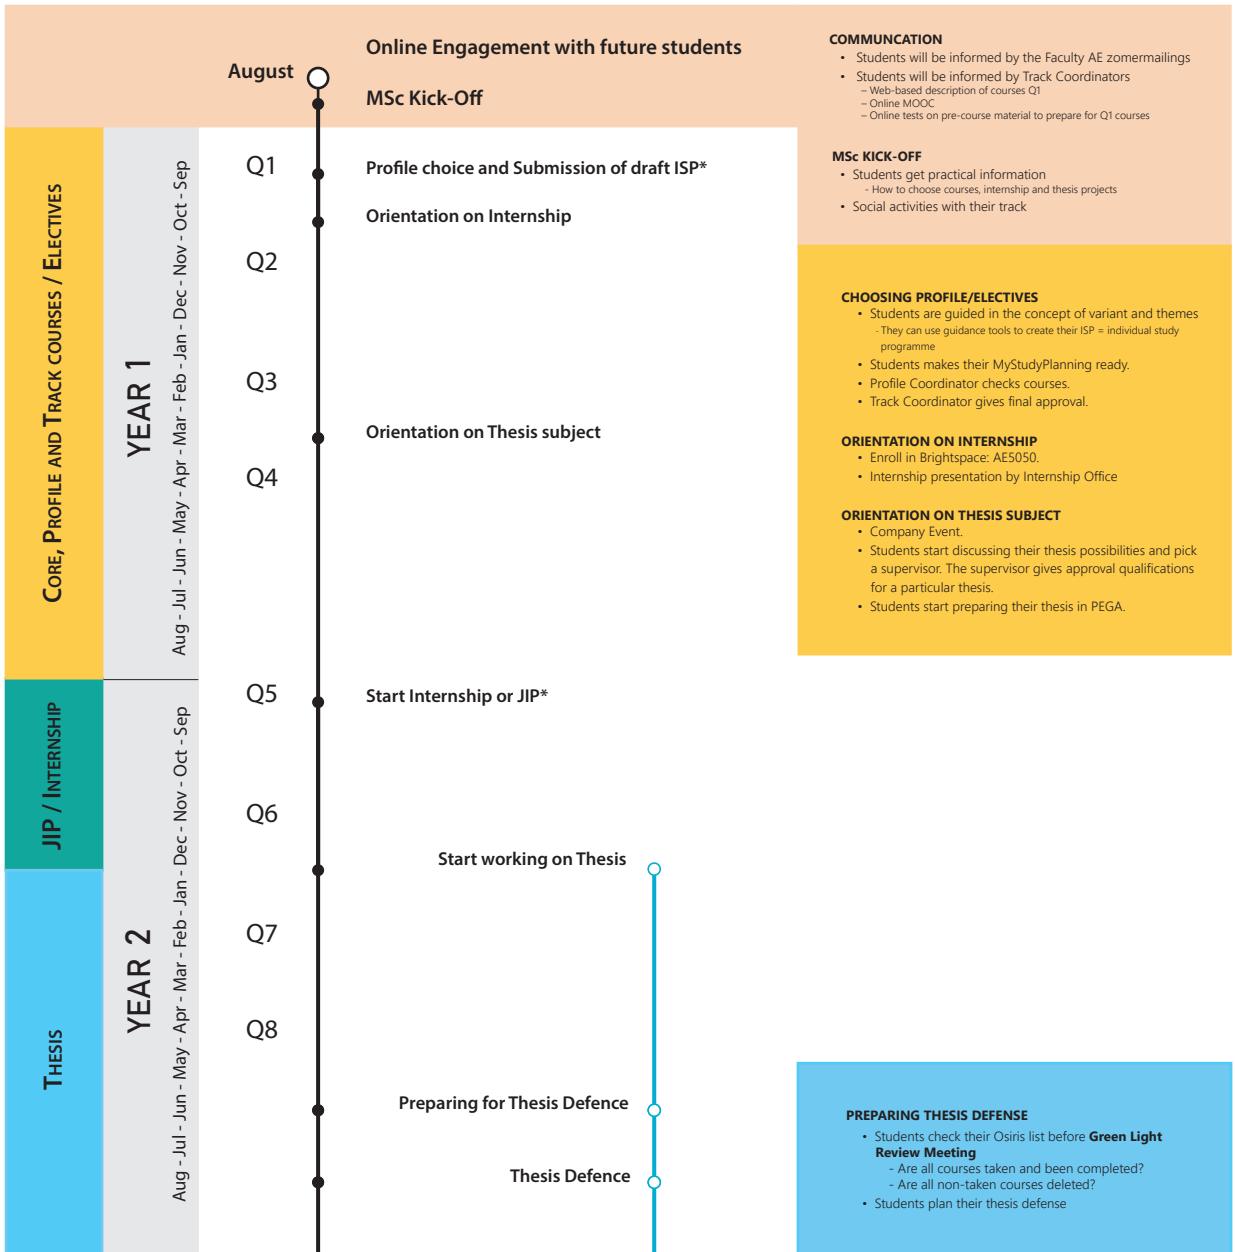 Online Engagement with future students
August
MSc Kick-Off
COMMUNCATION
• Students will be informed by the Faculty AE zomermailings
• Students will be informed by Track Coordinators
– Web-based description of courses Q1
– Online MOOC
– Online tests on pre-course material to prepare for Q1 courses
MSc KICK-OFF
• Students get practical information
- How to choose courses, internship and thesis projects
• Social activities with their track
CORE, PROFILE AND TRACK COURSES / ELECTIVES
YEAR 1
Aug - Jul - Jun - May - Apr - Mar - Feb - Jan - Dec - Nov - Oct - Sep
Q1
Profile choice and Submission of draft ISP*
Orientation on Internship
Q2
Q3
Orientation on Thesis subject
Q4
CHOOSING PROFILE/ELECTIVES
• Students are guided in the concept of variant and themes
- They can use guidance tools to create their ISP = individual study
programme
• Students makes their MyStudyPlanning ready.
• Profile Coordinator checks courses.
• Track Coordinator gives final approval.
ORIENTATION ON INTERNSHIP
• Enroll in Brightspace: AE5050.
• Internship presentation by Internship Office
ORIENTATION ON THESIS SUBJECT
• Company Event.
• Students start discussing their thesis possibilities and pick
a supervisor. The supervisor gives approval qualifications
for a particular thesis.
• Students start preparing their thesis in PEGA.
JIP / INTERNSHIP
YEAR 2
Aug - Jul - Jun - May - Apr - Mar - Feb - Jan - Dec - Nov - Oct - Sep
Q5
Start Internship or JIP*
Q6
Start working on Thesis
THESIS
Q7
Q8
Preparing for Thesis Defence
Thesis Defence
PREPARING THESIS DEFENSE
• Students check their Osiris list before Green Light
Review Meeting
- Are all courses taken and been completed?
- Are all non-taken courses deleted?
• Students plan their thesis defense